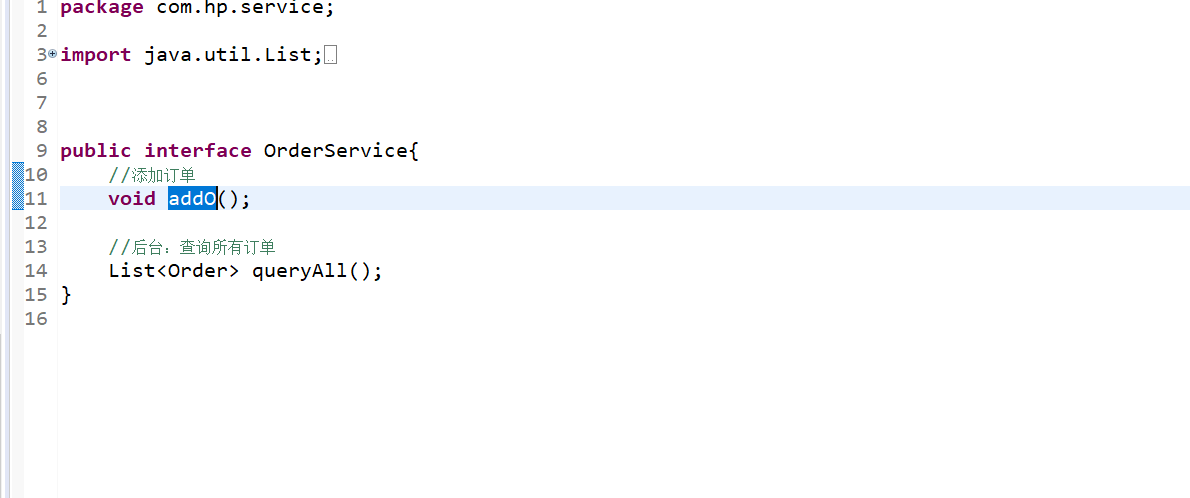 1 package com.hp.service;
2
3 import java.util.List;
6
7
8
9 public interface OrderService{
10 //添加订单
11 void addO();
12
13 //后台：查询所有订单
14 List<Order> queryAll();
15 }
16